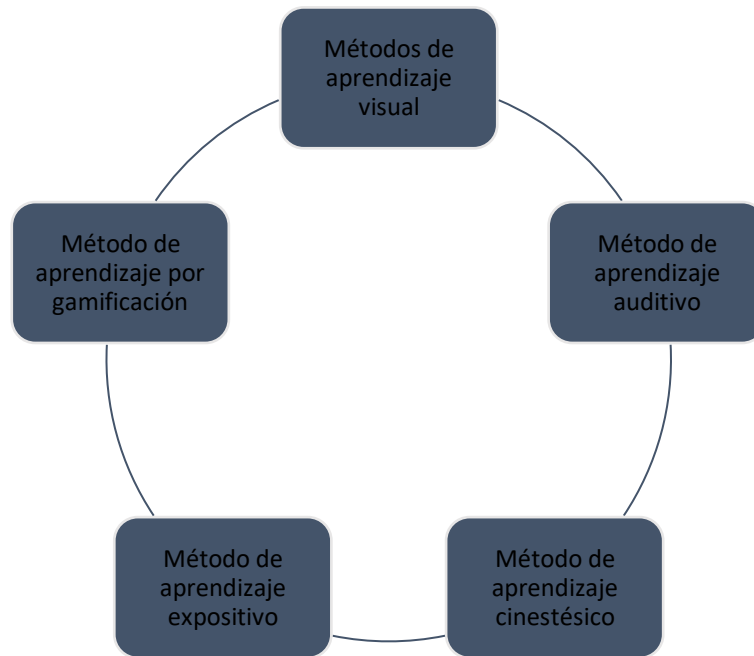 Métodos de
aprendizaje
visual
Método de
aprendizaje
auditivo
Método de
aprendizaje
cinestésico
Método de
aprendizaje
expositivo
Método de
aprendizaje por
gamificación